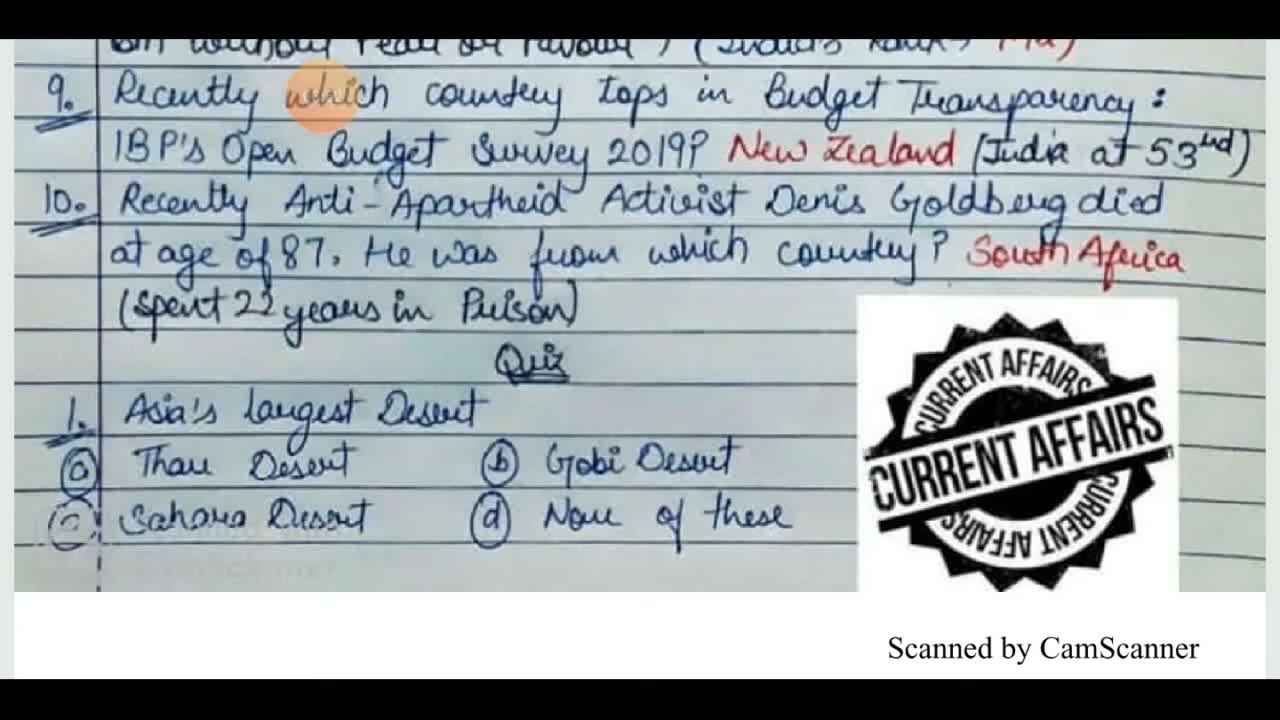 9. Recently which country tops in Budget Transparency:
IBP's Open Budget Survey 2019? New Zealand (India at 53nd)
10. Recently Anti-Apartheid Activist Denis Goldberg died
at age of 87. He was from which country? South Africa
(spent 22 years in Prison)
Quiz
1. Asia's largest Desert
a Thar Desert b Gobi Desert
c Sahara Desert d None of these
CURRENT AFFAIRS
CURRENT AFFAIRS
CURRENT AFFAIRS
Scanned by CamScanner